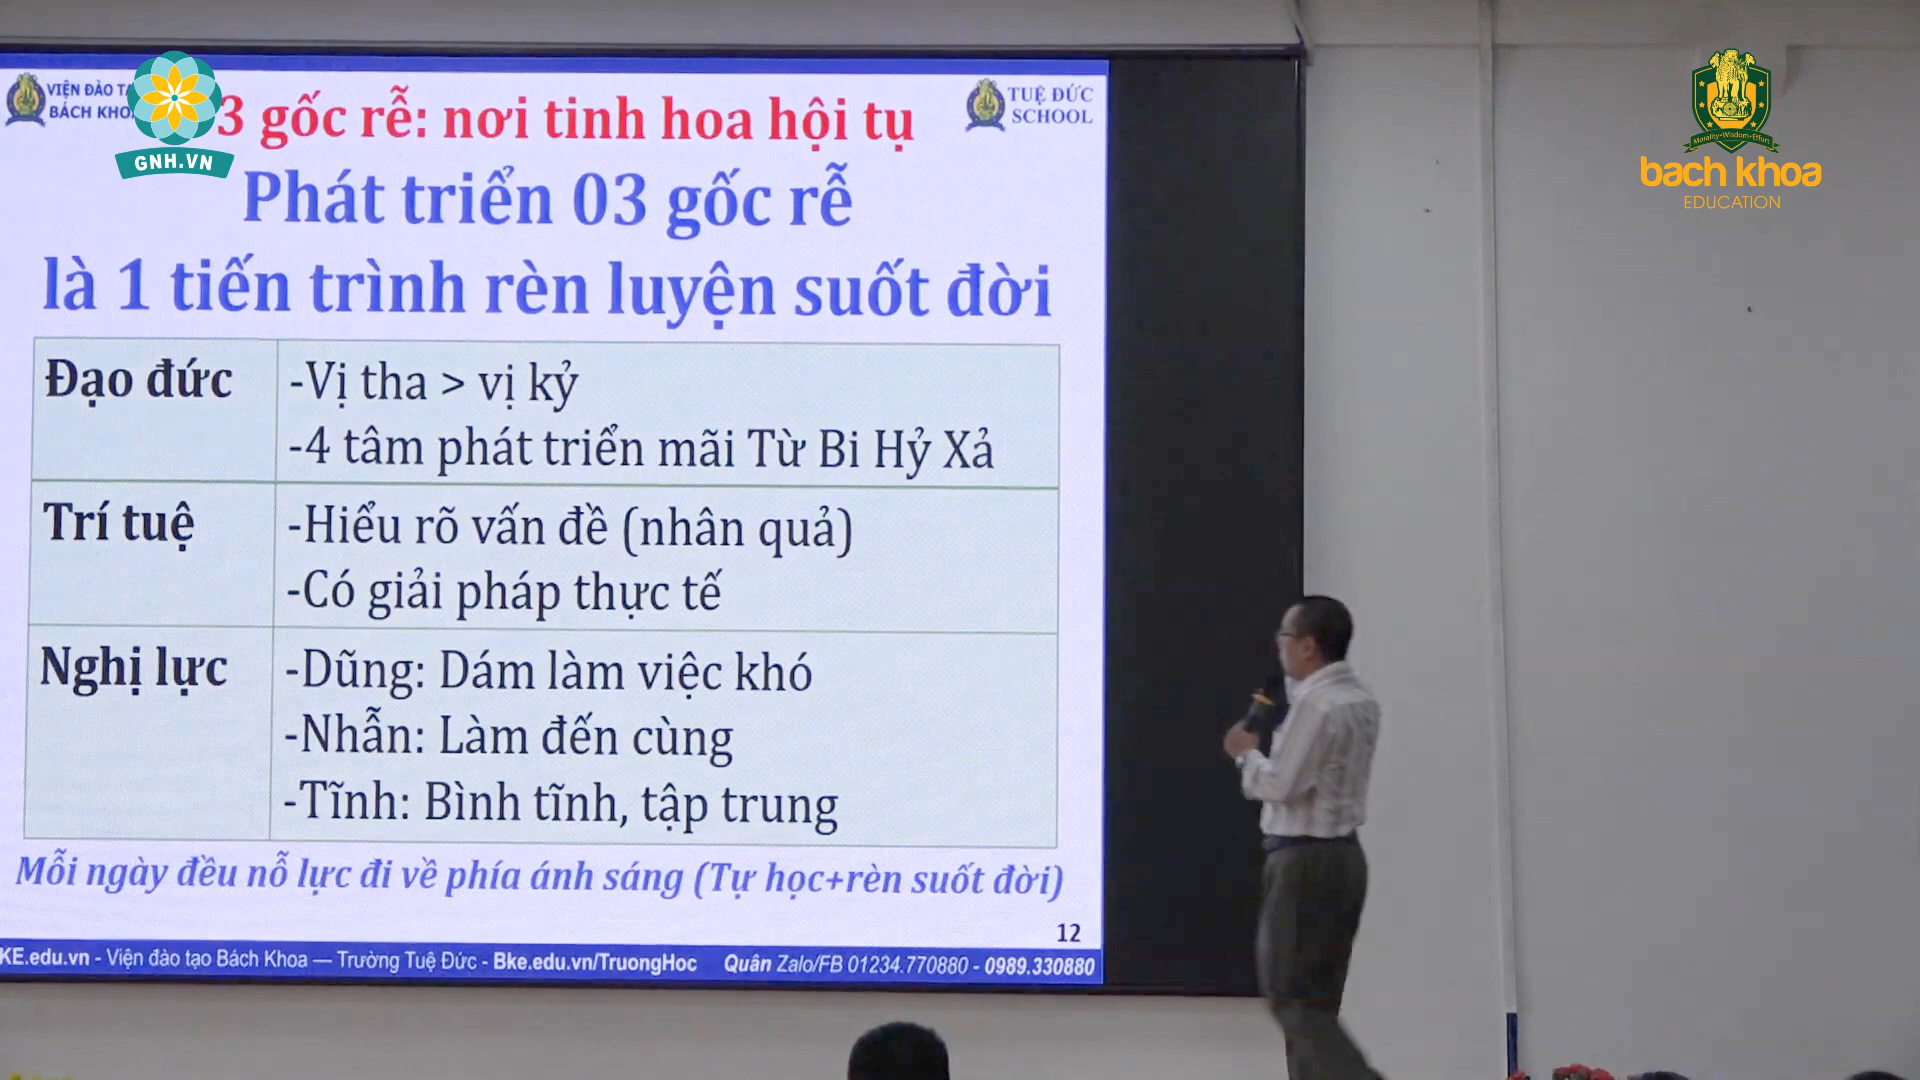 VIỆN ĐÀO
BÁCH KHOA
GNH.VN
3 gốc rễ: nơi tinh hoa hội tụ
TUỆ ĐỨC
SCHOOL
Morality•Wisdom•Effort
bach khoa
EDUCATION
Phát triển 03 gốc rễ
là 1 tiến trình rèn luyện suốt đời
Đạo đức
-Vị tha > vị kỷ
-4 tâm phát triển mãi Từ Bi Hỷ Xả
Trí tuệ
-Hiểu rõ vấn đề (nhân quả)
-Có giải pháp thực tế
Nghị lực
-Dũng: Dám làm việc khó
-Nhẫn: Làm đến cùng
-Tĩnh: Bình tĩnh, tập trung
Mỗi ngày đều nỗ lực đi về phía ánh sáng (Tự học+rèn suốt đời)
12
KE.edu.vn - Viện đào tạo Bách Khoa — Trường Tuệ Đức - Bke.edu.vn/TruongHoc Quân Zalo/FB 01234.770880 - 0989.330880